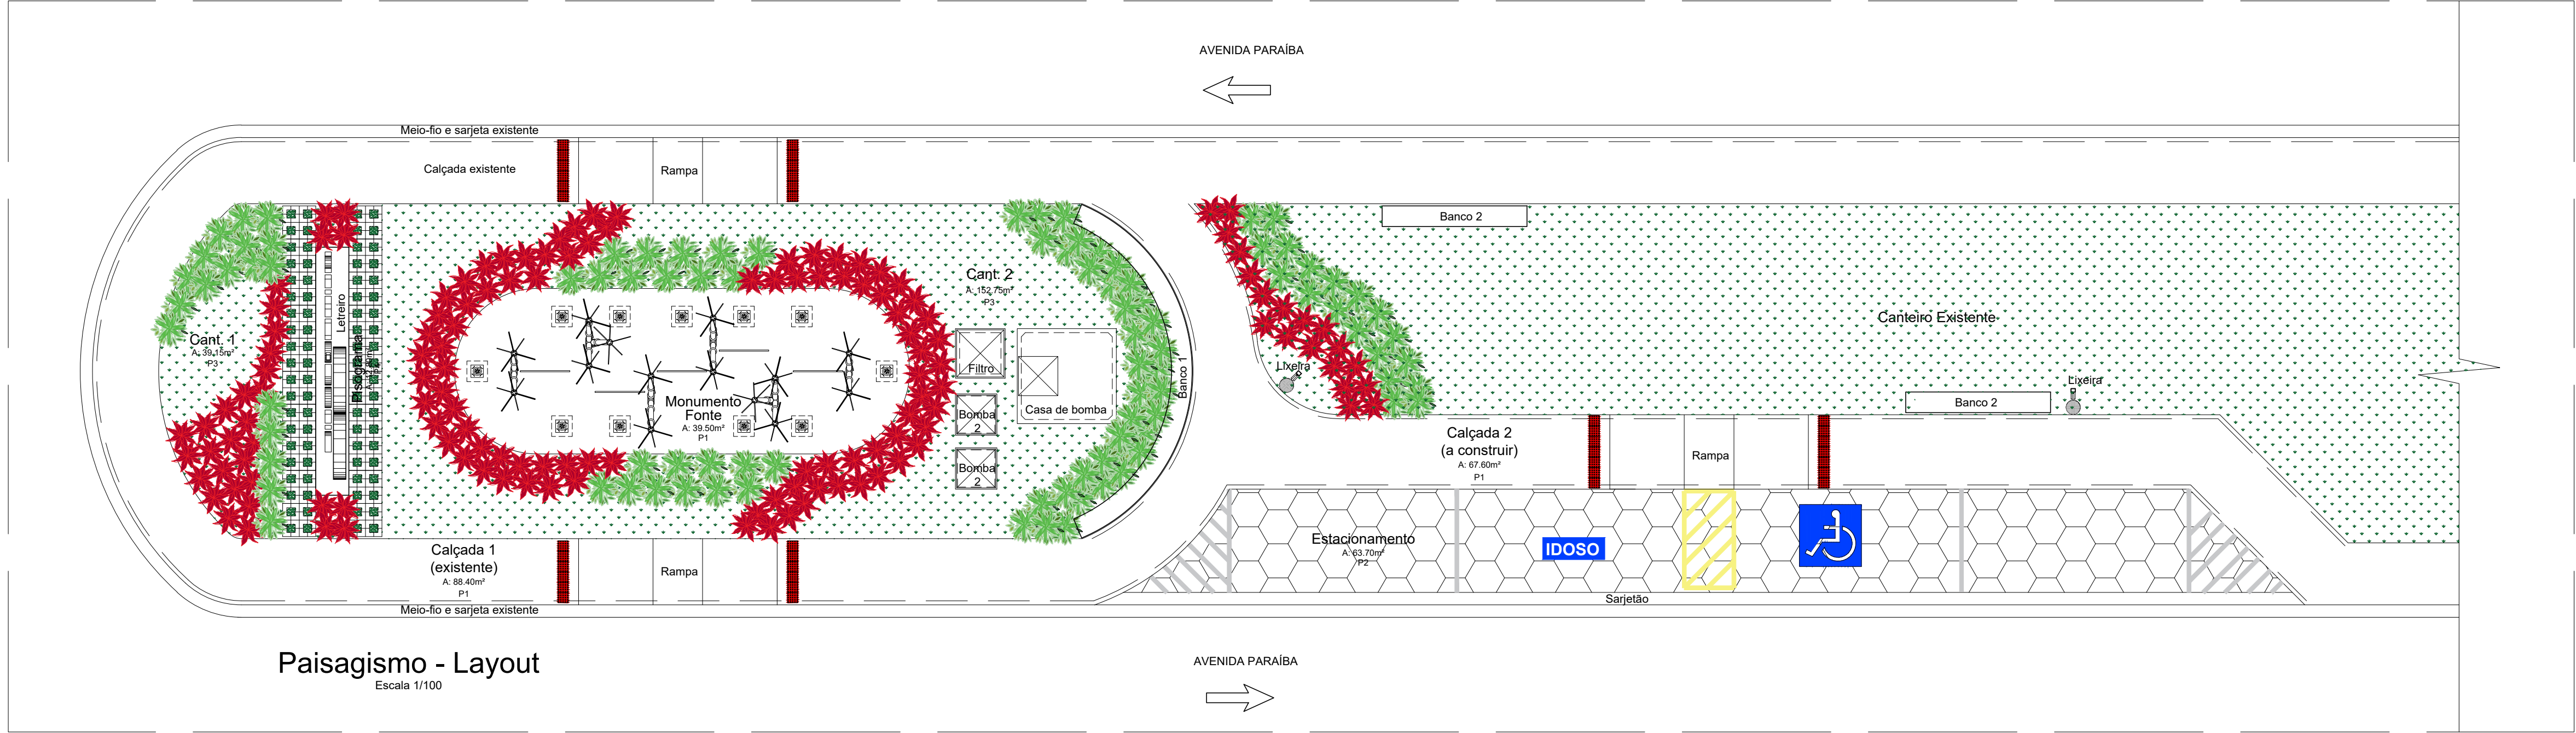 AVENIDA PARAÍBA
Meio-fio e sarjeta existente
Calçada existente
Rampa
Cant. 1
A: 39.15m²
P3
Letreiro
Pisograma
Monumento
Fonte
A: 39.50m²
P1
Cant. 2
A: 152.75m²
P3
Filtro
Bomba
2
Bomba
2
Casa de bomba
Banco 1
Banco 2
Canteiro Existente
Lixeira
Lixeira
Banco 2
Calçada 2
(a construir)
A: 67.60m²
P1
Rampa
Estacionamento
A: 63.70m²
P2
IDOSO
Sarjetão
Calçada 1
(existente)
A: 88.40m²
P1
Rampa
Meio-fio e sarjeta existente
Paisagismo - Layout
Escala 1/100
AVENIDA PARAÍBA